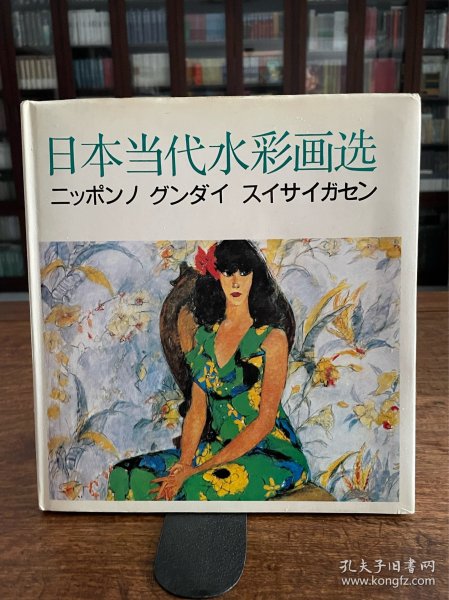 日本当代水彩画选
ニッポンノ グンダイ スイサイガセン
孔夫子旧书网
www.kongfz.com